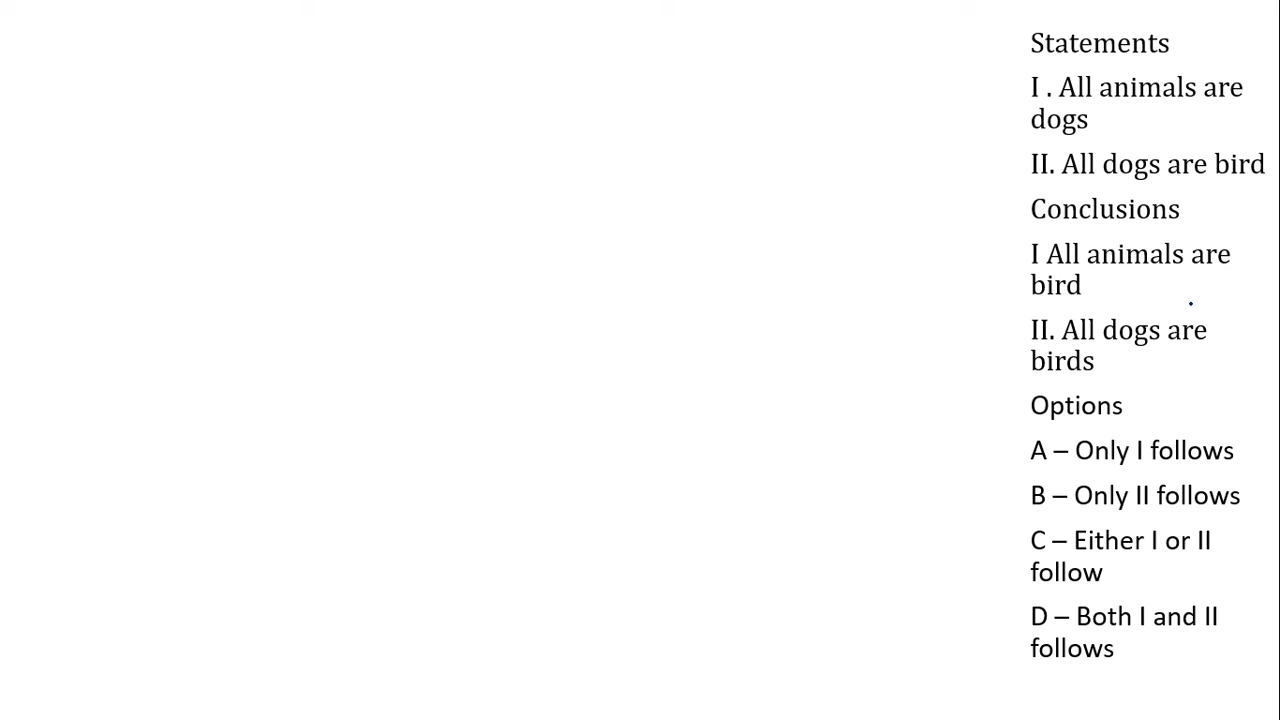 Statements
I . All animals are
dogs
II. All dogs are bird
Conclusions
I All animals are
bird
II. All dogs are
birds
Options
A – Only I follows
B – Only II follows
C – Either I or II
follow
D – Both I and II
follows